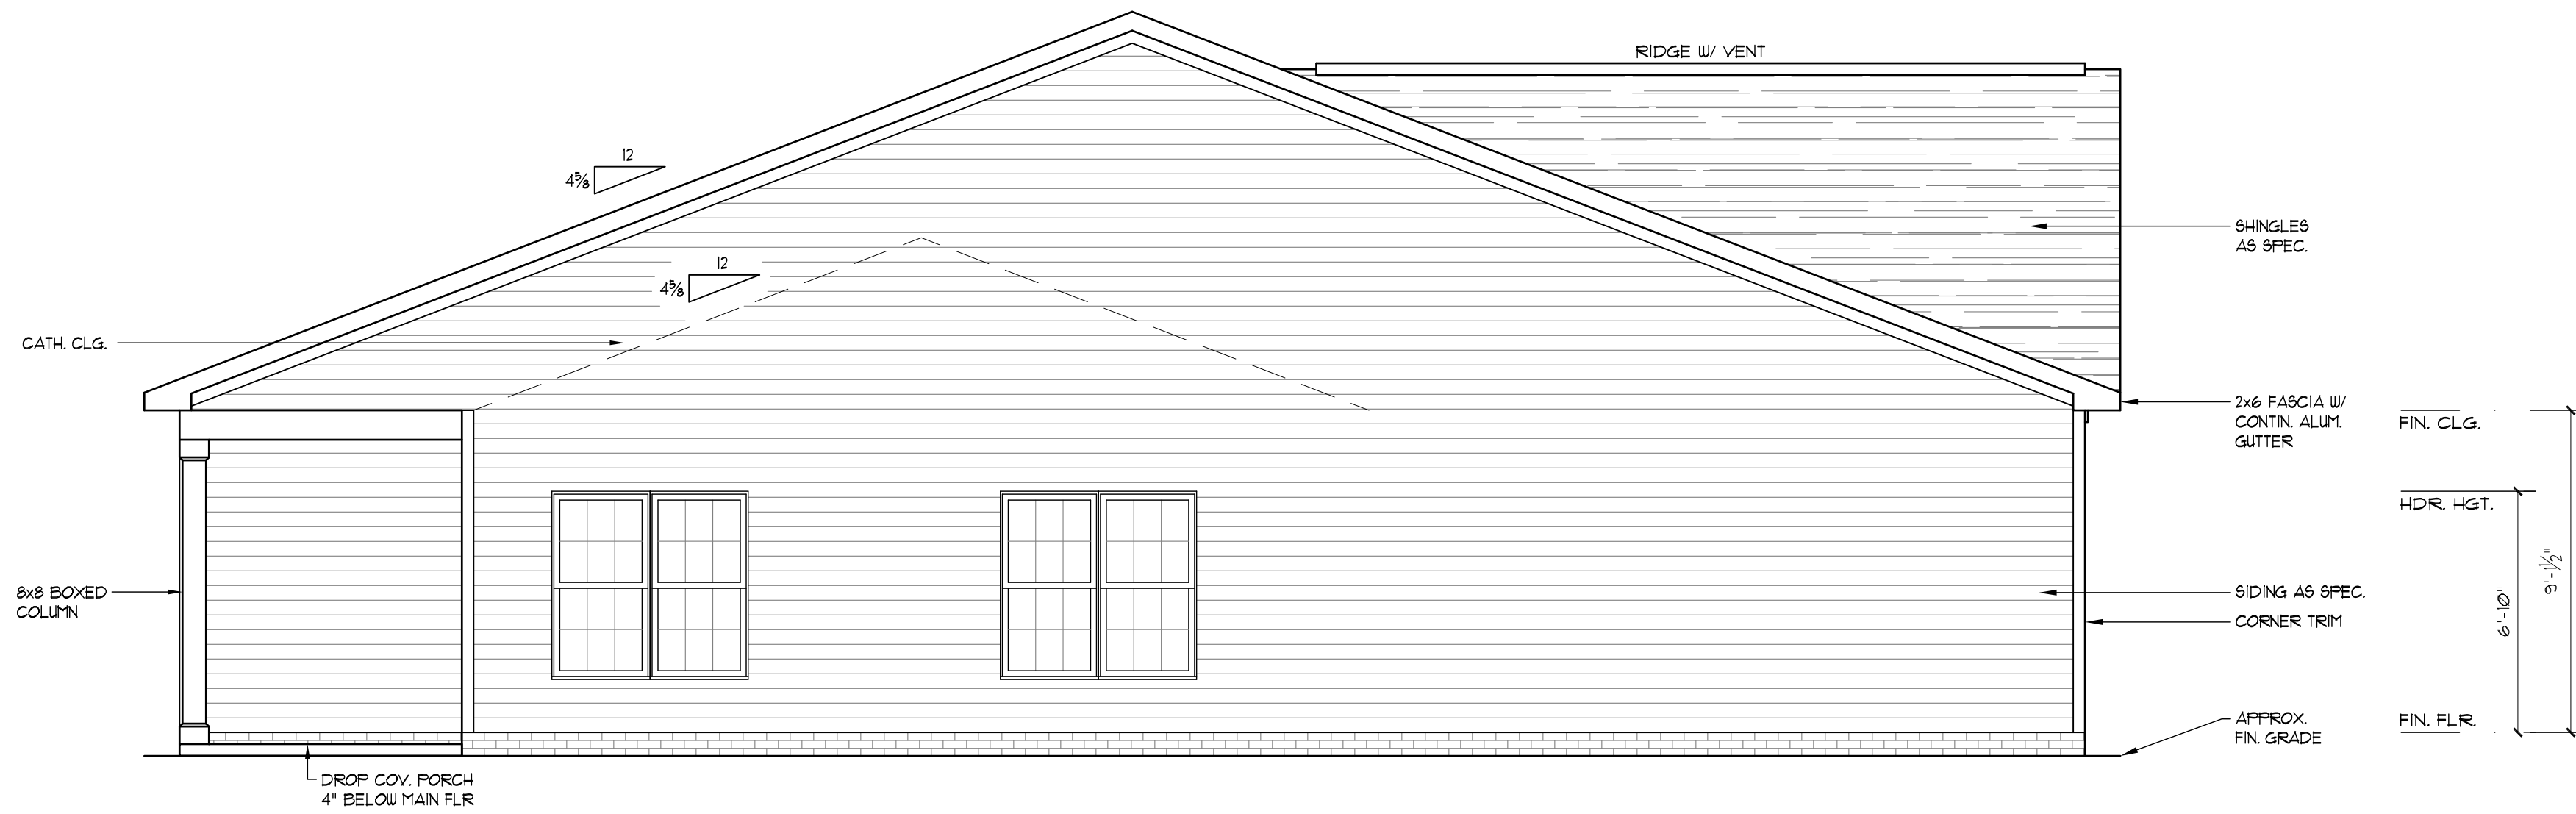 RIDGE W/ VENT
12
4⅝
12
4⅝
SHINGLES
AS SPEC.
CATH. CLG.
2x6 FASCIA W/
CONTIN. ALUM.
GUTTER
FIN. CLG.
HDR. HGT.
9'-1½"
6'-10"
8x8 BOXED
COLUMN
SIDING AS SPEC.
CORNER TRIM
APPROX.
FIN. GRADE
FIN. FLR.
DROP COV. PORCH
4" BELOW MAIN FLR